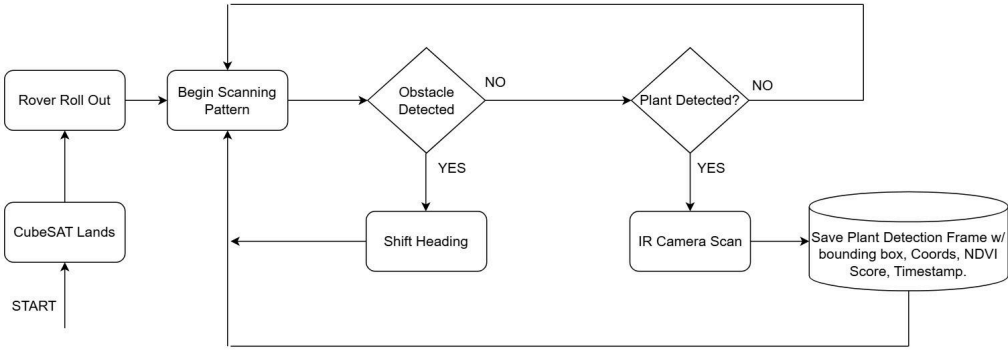 Rover Roll Out
Begin Scanning
Pattern
Obstacle
Detected
NO
Plant Detected?
NO
YES
YES
CubeSAT Lands
Shift Heading
IR Camera Scan
Save Plant Detection Frame w/
bounding box, Coords, NDVI
Score, Timestamp.
START